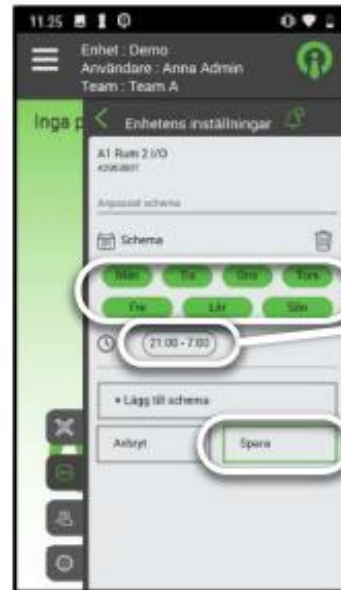 11.25
Enhet : Demo
Användare : Anna Admin
Team : Team A
Inga p
Enhetens inställningar
A1 Rum 2 I/O
Anpassat schema
Schema
Mån Tis Ons Tors
Fre Lör Sön
21:00 - 7:00
+ Lägg till schema
Avbryt Spara